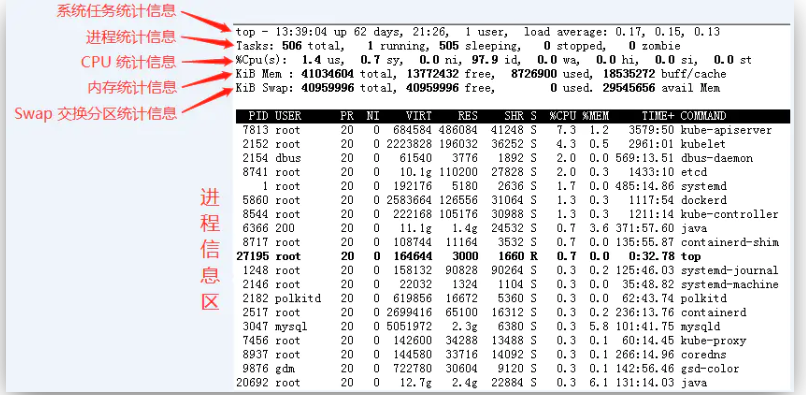 系统任务统计信息
进程统计信息
CPU 统计信息
内存统计信息
Swap 交换分区统计信息
top - 13:39:04 up 62 days, 21:26, 1 user, load average: 0.17, 0.15, 0.13
Tasks: 506 total, 1 running, 505 sleeping, 0 stopped, 0 zombie
%Cpu(s): 1.4 us, 0.7 sy, 0.0 ni, 97.9 id, 0.0 wa, 0.0 hi, 0.0 si, 0.0 st
KiB Mem : 41034604 total, 13772432 free, 8726900 used, 18535272 buff/cache
KiB Swap: 40959996 total, 40959996 free, 0 used. 29545656 avail Mem
进程信息区
PID USER PR NI VIRT RES SHR S %CPU %MEM TIME+ COMMAND
7813 root 20 0 684584 486084 41248 S 7.3 1.2 3579:50 kube-apiserver
2152 root 20 0 2223828 196032 36252 S 4.3 0.5 2961:01 kubelet
2154 dbus 20 0 61540 3776 1892 S 2.0 0.0 569:13.51 dbus-daemon
8741 root 20 0 10.1g 110200 27828 S 2.0 0.3 1433:10 etcd
1 root 20 0 192176 5180 2636 S 1.7 0.0 485:14.86 systemd
5860 root 20 0 2583664 126556 31064 S 1.3 0.3 1117:54 dockerd
8544 root 20 0 222168 105176 30988 S 1.3 0.3 1211:14 kube-controller
6366 200 20 0 11.1g 1.4g 24532 S 0.7 3.6 371:57.60 java
8717 root 20 0 108744 11164 3532 S 0.7 0.0 135:55.87 containerd-shim
27195 root 20 0 164644 3000 1660 R 0.7 0.0 0:32.78 top
1248 root 20 0 158132 90828 90264 S 0.3 0.2 125:46.03 systemd-journal
2146 root 20 0 22032 1324 1104 S 0.3 0.0 35:48.82 systemd-machine
2182 polkitd 20 0 619856 16672 5360 S 0.3 0.0 62:43.74 polkitd
2517 root 20 0 2699416 65100 16312 S 0.3 0.2 236:13.76 containerd
3047 mysql 20 0 5051972 2.3g 6380 S 0.3 5.8 101:41.75 mysqld
7456 root 20 0 142600 34288 13488 S 0.3 0.1 60:14.45 kube-proxy
8937 root 20 0 144580 33716 14092 S 0.3 0.1 266:14.96 coredns
9876 gdm 20 0 722780 30604 9120 S 0.3 0.1 142:56.46 gsd-color
20692 root 20 0 12.7g 2.4g 22884 S 0.3 6.1 131:14.03 java